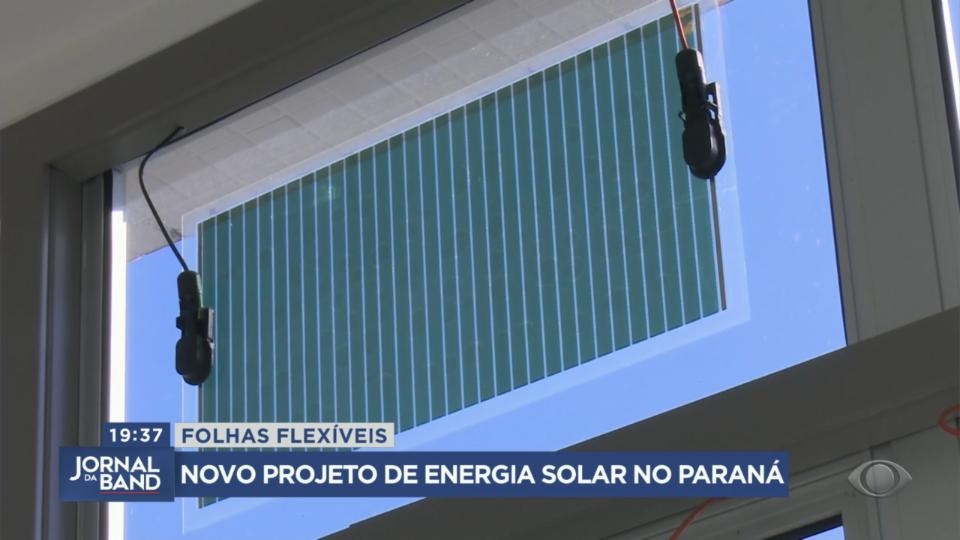 19:37 FOLHAS FLEXÍVEIS
JORNAL DA BAND
NOVO PROJETO DE ENERGIA SOLAR NO PARANÁ